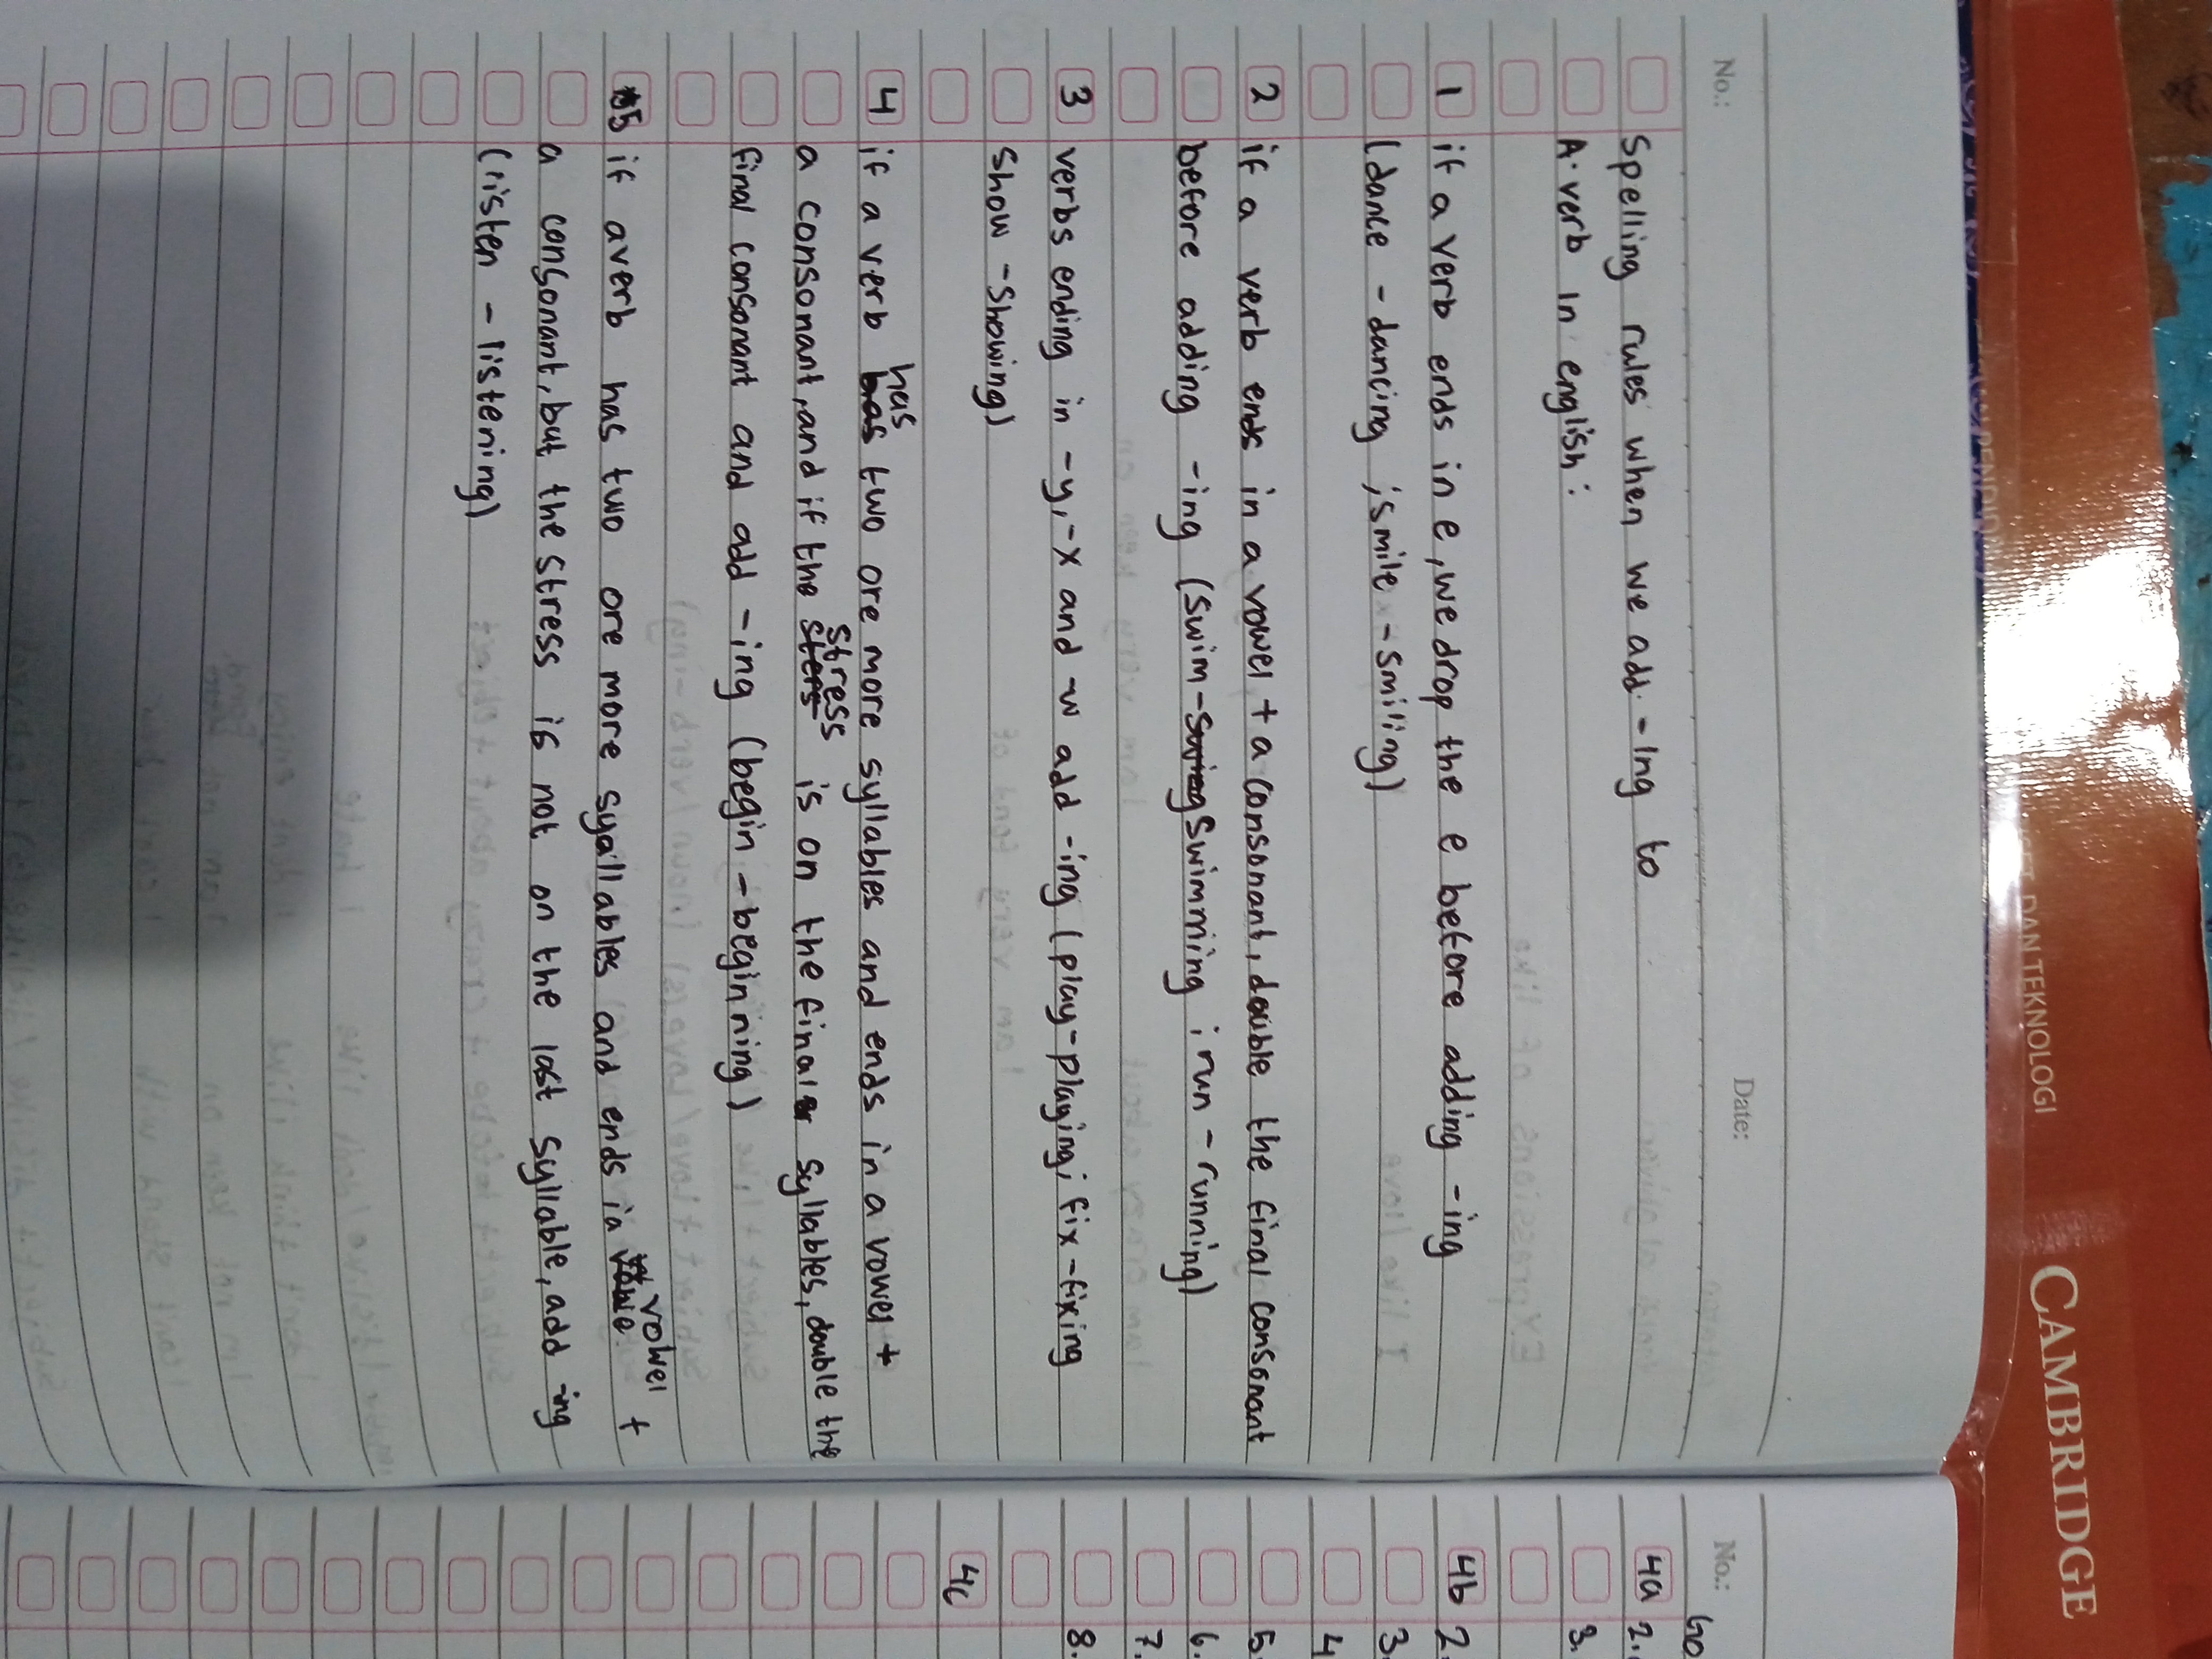 No.:
Date:
Spelling rules when we add -ing to
A. verb in english:
1 if a verb ends in e, we drop the e before adding -ing
(dance - dancing ; smile - smiling)
2 if a verb ends in a vowel + a consonant, double the final consonant
before adding -ing (swim - swimming ; run - running)
3 verbs ending in -y, -x and -w add -ing (play - playing; fix - fixing
show - showing)
4 if a verb has two ore more syllables and ends in a vowel +
a consonant, and if the stress is on the final syllables, double the
final consonant and add -ing (begin - beginning)
5 if a verb has two ore more syaillables and ends in a vowel +
a consonant, but the stress is not on the last syllable, add ing
(listen - listening)
No.:
4a 2.
3.
4b 2.
3.
4
5.
6.
7.
8.
4c
DAN TEKNOLOGI
CAMBRIDGE